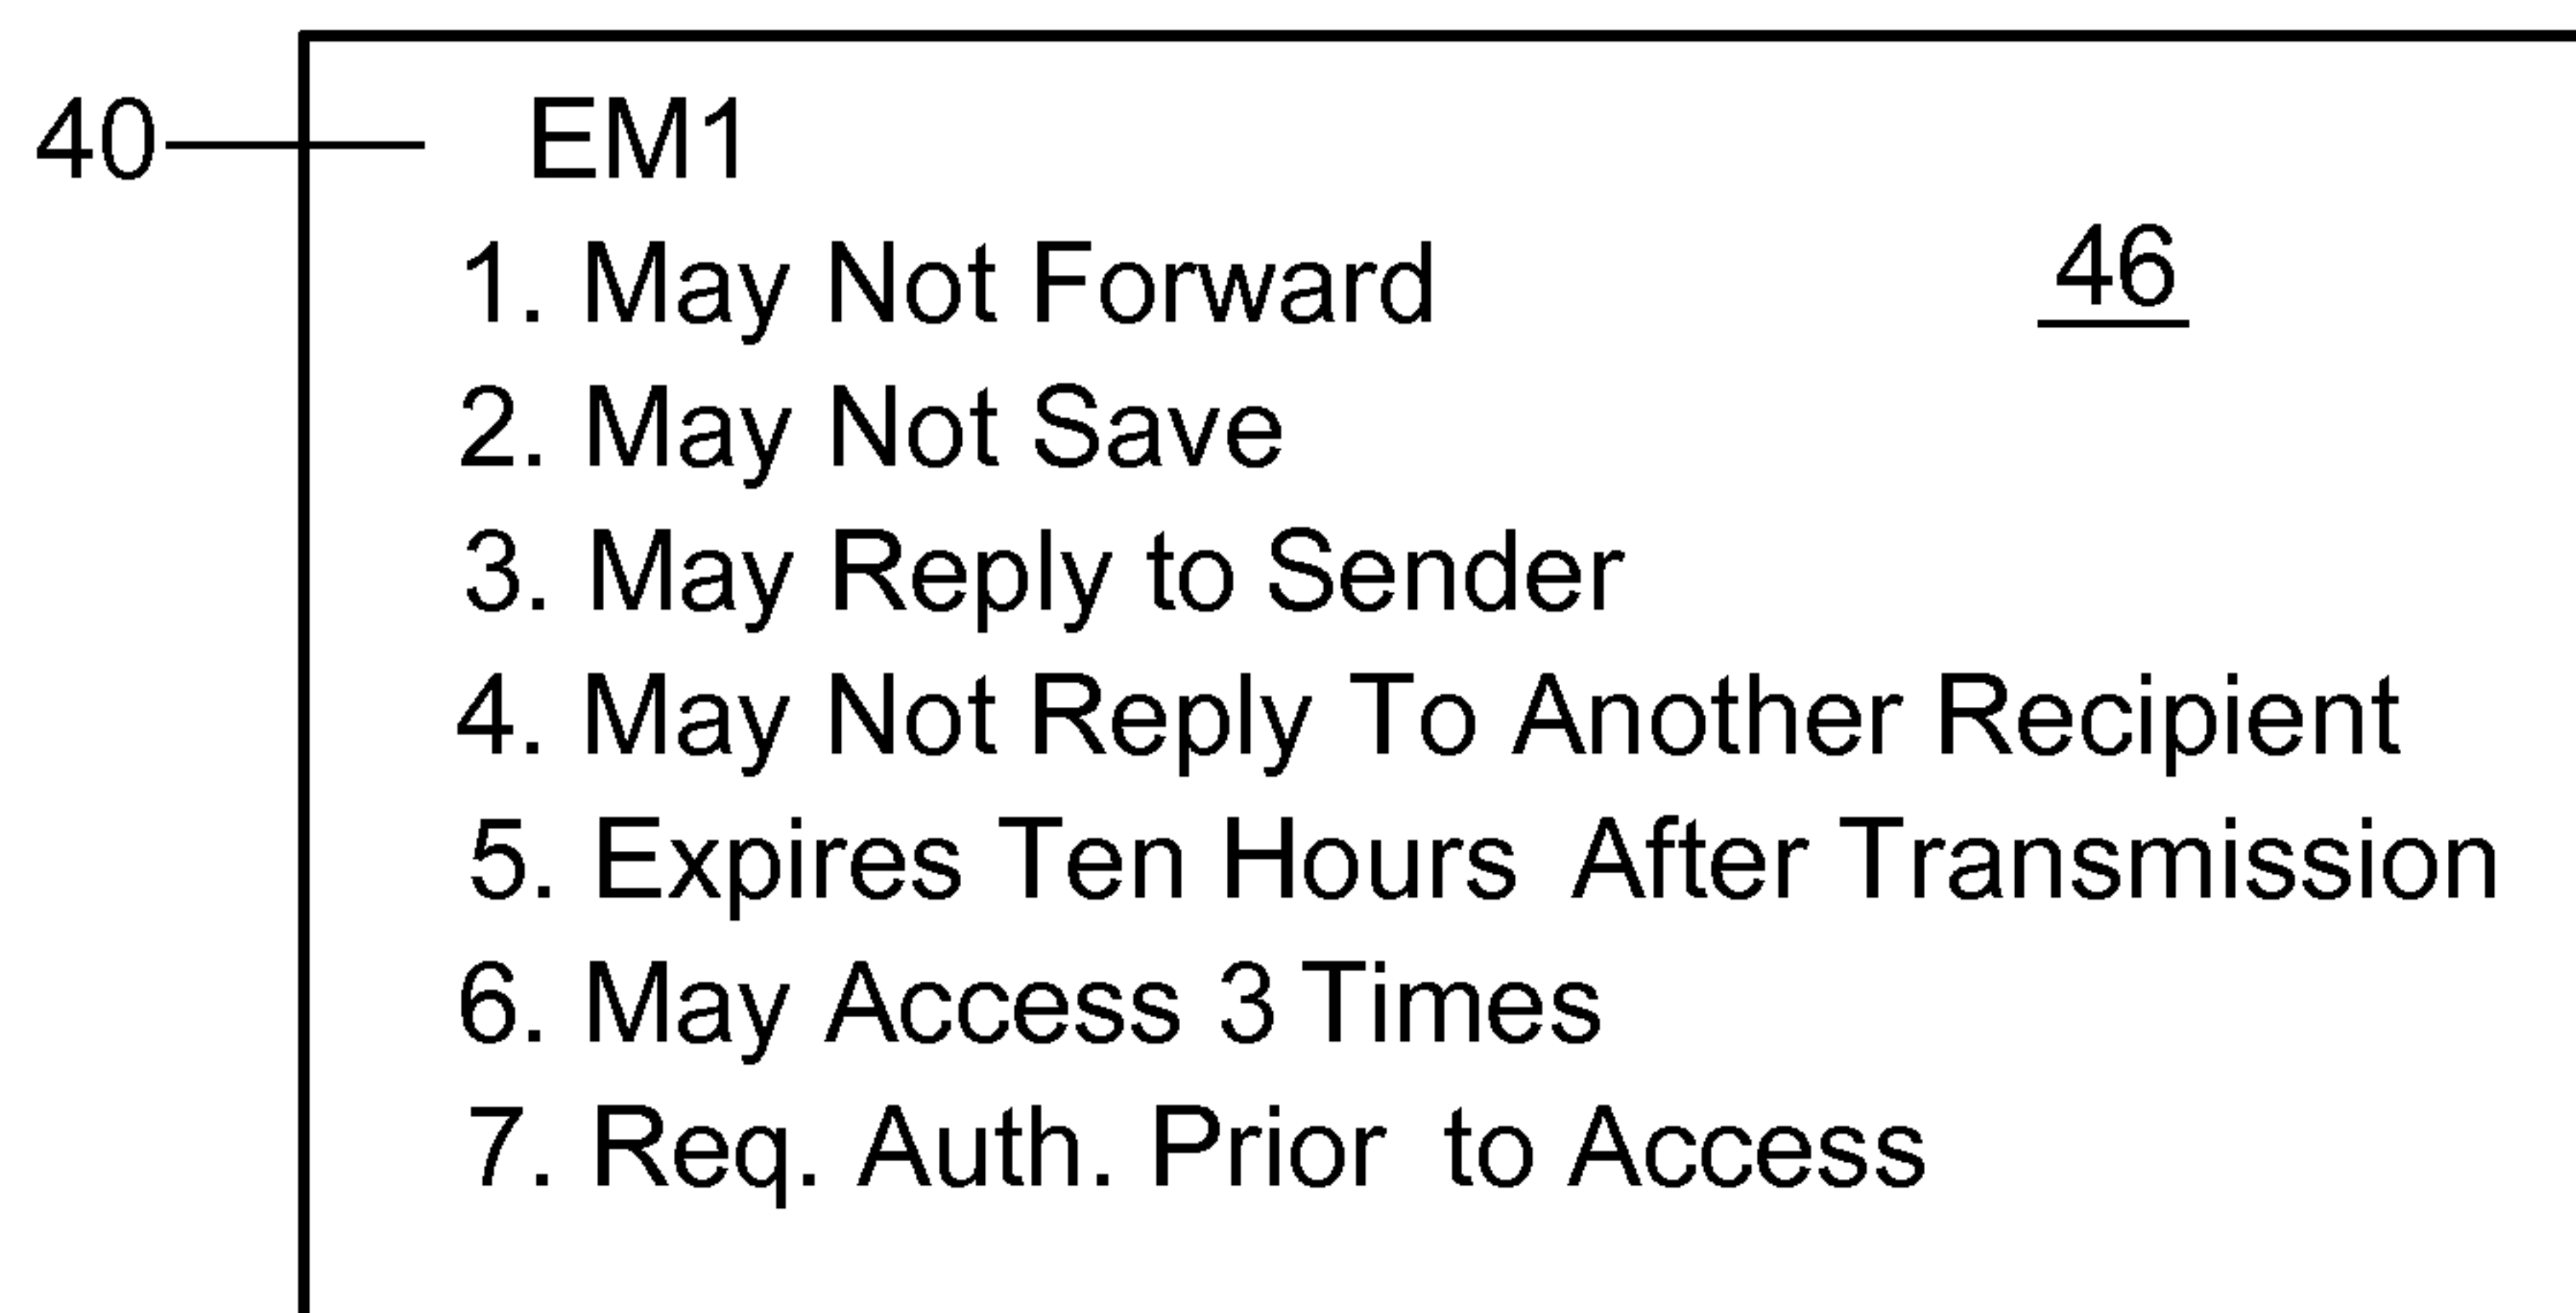 40 EM1
1. May Not Forward 46
2. May Not Save
3. May Reply to Sender
4. May Not Reply To Another Recipient
5. Expires Ten Hours After Transmission
6. May Access 3 Times
7. Req. Auth. Prior to Access